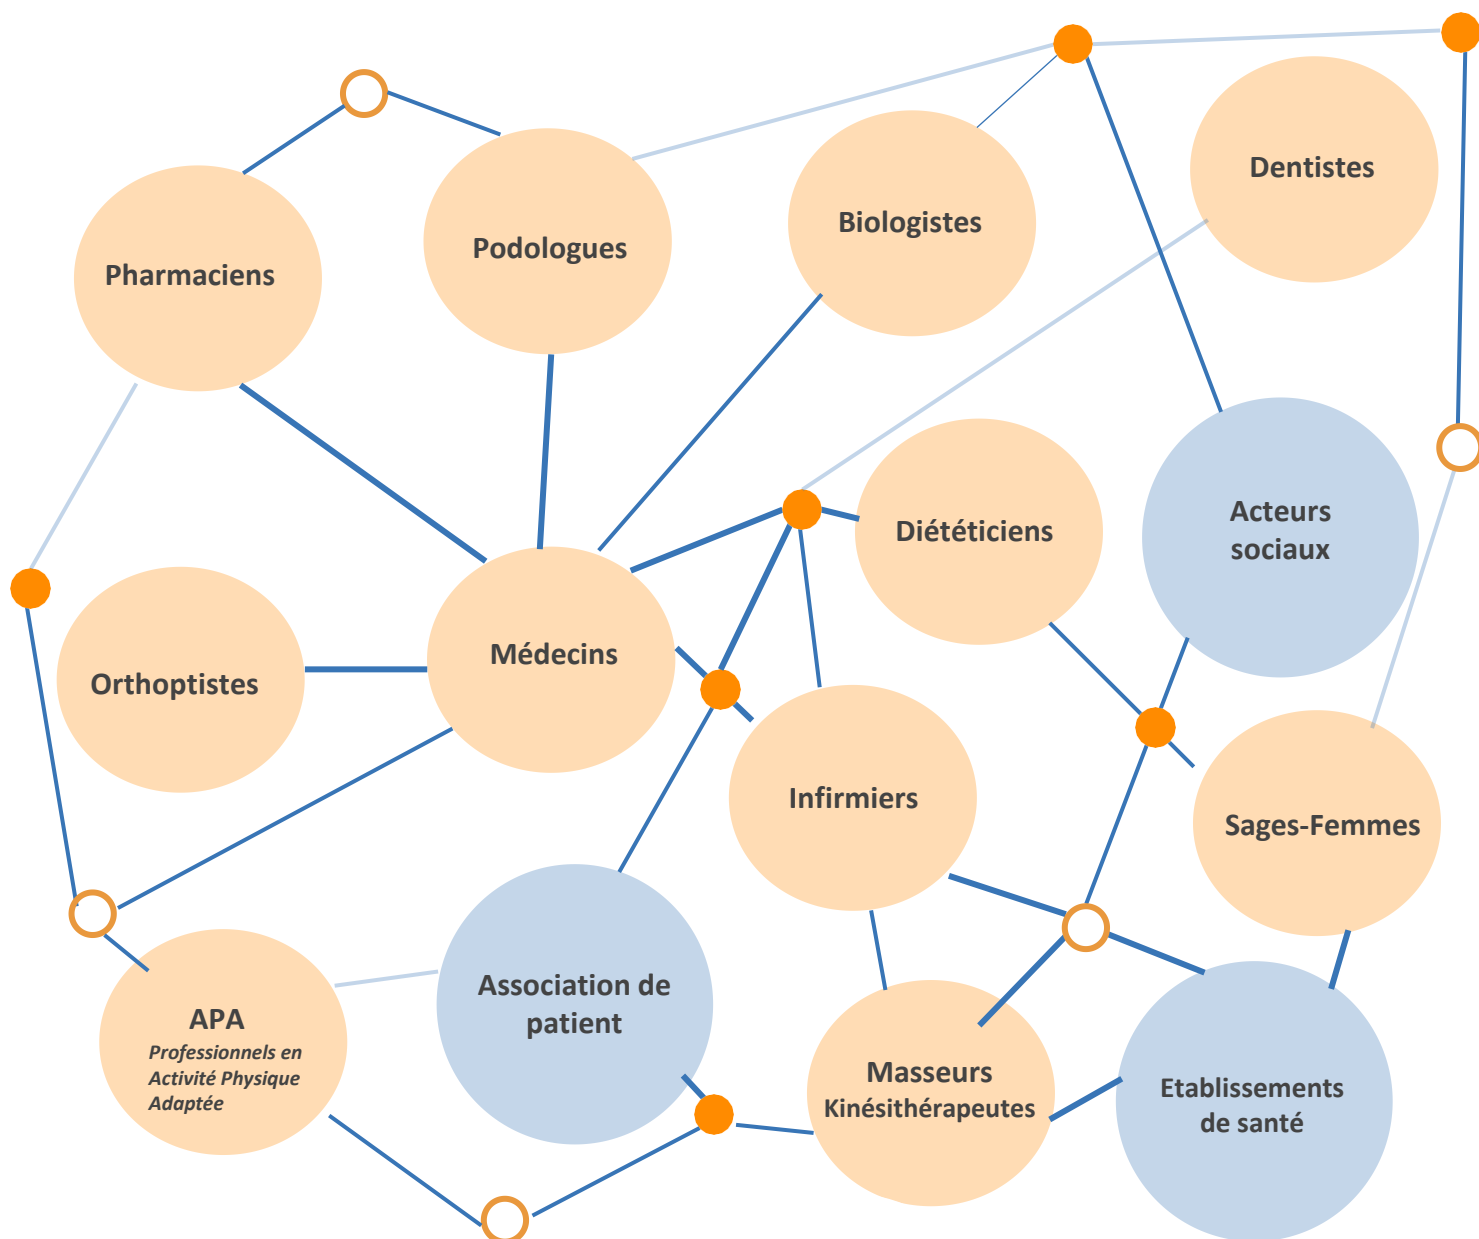 Dentistes
Biologistes
Podologues
Pharmaciens
Acteurs
sociaux
Diététiciens
Médecins
Orthoptistes
Infirmiers
Sages-Femmes
Association de
patient
APA
Professionnels en
Activité Physique
Adaptée
Masseurs
Kinésithérapeutes
Etablissements
de santé